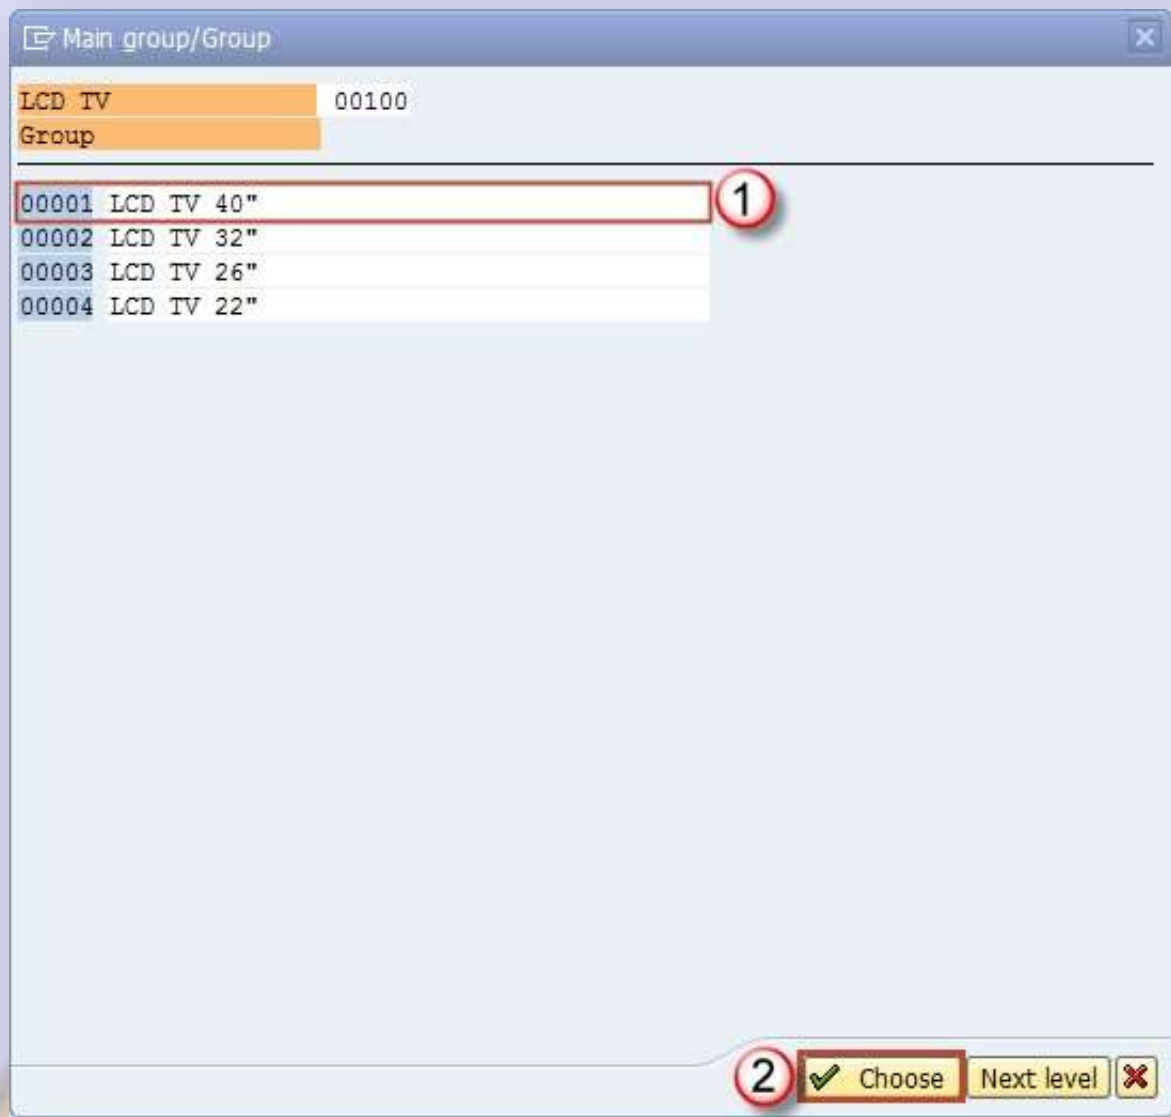 Main group/Group
LCD TV 00100
Group
00001 LCD TV 40"
1
00002 LCD TV 32"
00003 LCD TV 26"
00004 LCD TV 22"
2 Choose Next level